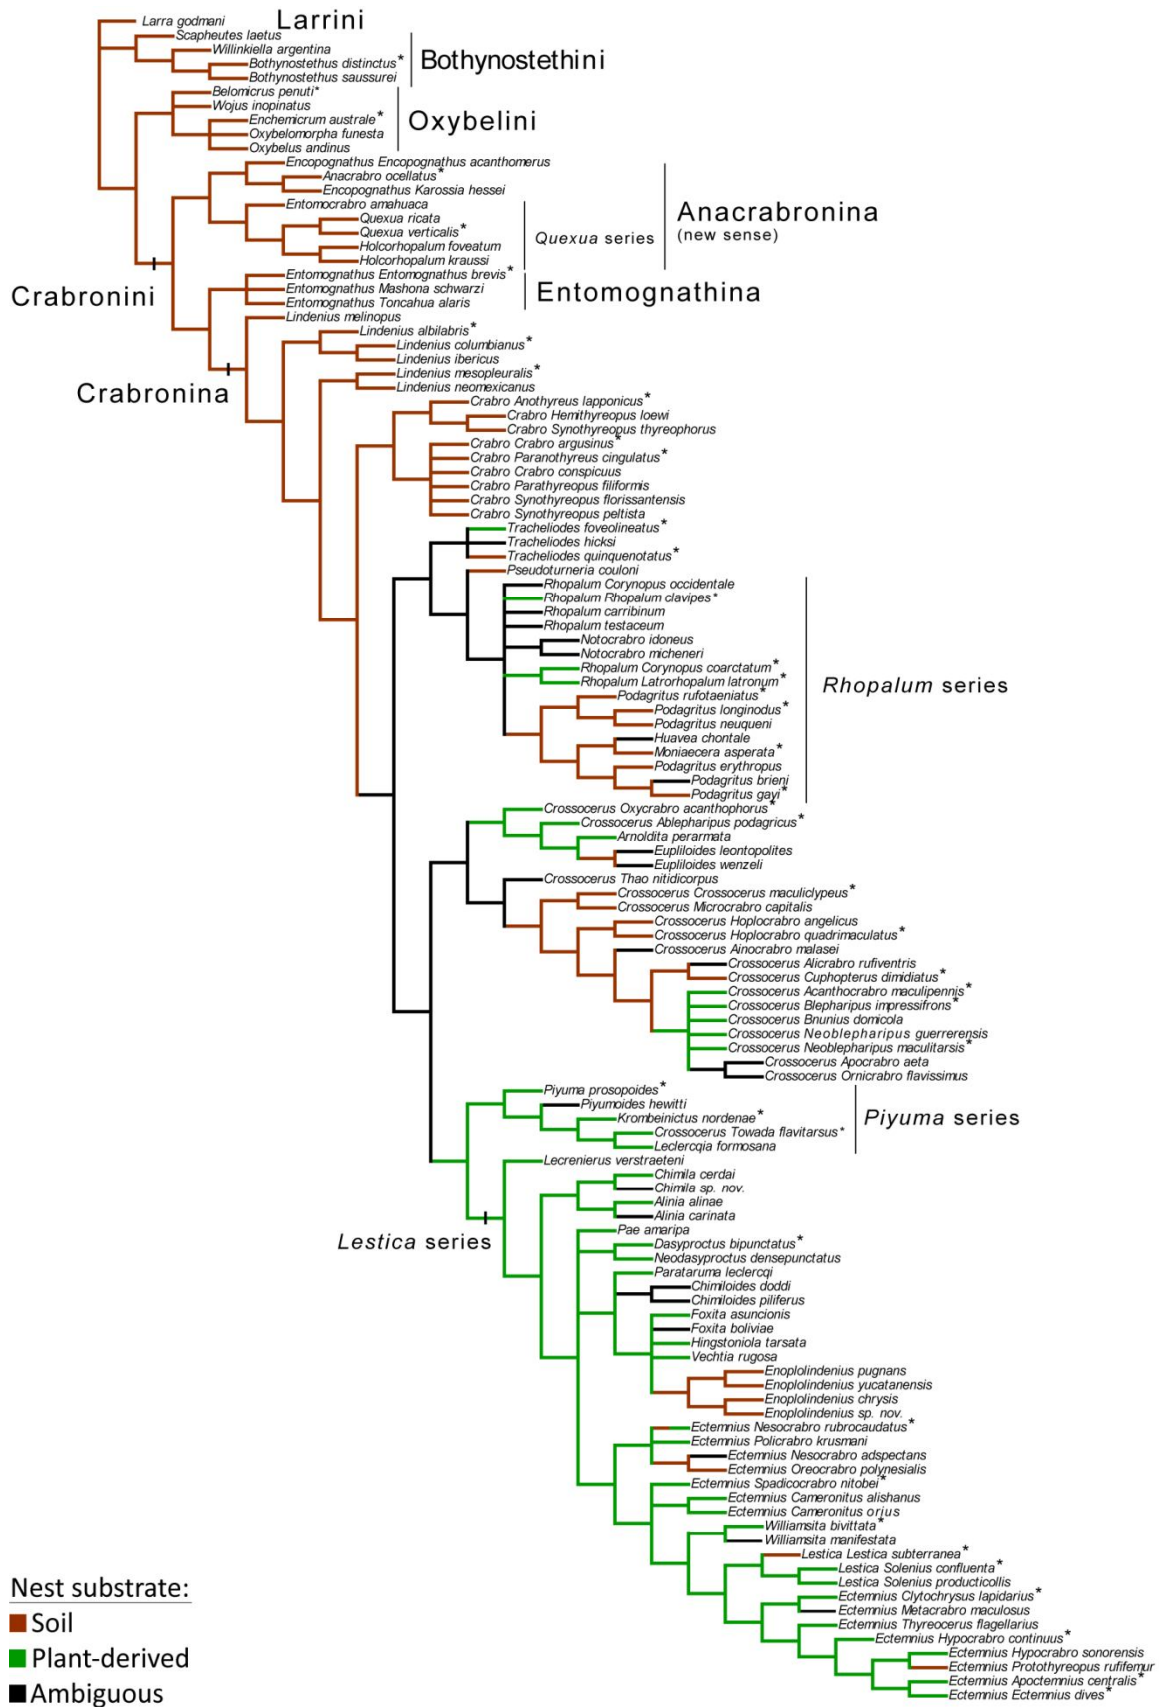 Larra godmani
Larrini
Scapheutes laetus
Willinkiella argentina
Bothynostethus distinctus*
Bothynostethus saussurei
Bothynostethini
Belomicrus penuti*
Wojus inopinatus
Enchemicrum australe*
Oxybelomorpha funesta
Oxybelus andinus
Oxybelini
Encopognathus Encopognathus acanthomerus
Anacrabro ocellatus*
Encopognathus Karossia hessei
Entomocrabro amahuaca
Quexua ricata
Quexua verticalis*
Holcorhopalum foveatum
Holcorhopalum kraussi
Quexua series
Anacrabronina
(new sense)
Crabronini
Entomognathus Entomognathus brevis*
Entomognathus Mashona schwarzi
Entomognathus Toncahua alaris
Entomognathina
Crabronina
Lindenius melinopus
Lindenius albilabris*
Lindenius columbianus*
Lindenius ibericus
Lindenius mesopleuralis*
Lindenius neomexicanus
Crabro Anothyreus lapponicus*
Crabro Hemithyreopus loewi
Crabro Synothyreopus thyreophorus
Crabro Crabro argusinus*
Crabro Paranothyreus cingulatus*
Crabro Crabro conspicuus
Crabro Parathyreopus filiformis
Crabro Synothyreopus florissantensis
Crabro Synothyreopus peltista
Tracheliodes foveolineatus*
Tracheliodes hicksi
Tracheliodes quinquenotatus*
Pseudoturneria couloni
Rhopalum Corynopus occidentale
Rhopalum Rhopalum clavipes*
Rhopalum carribinum
Rhopalum testaceum
Notocrabro idoneus
Notocrabro micheneri
Rhopalum Corynopus coarctatum*
Rhopalum Latrorhopalum latronum*
Podagritus rufotaeniatus*
Podagritus longinodus*
Podagritus neuqueni
Huavea chontale
Moniaecera asperata*
Podagritus erythropus
Podagritus brieni
Podagritus gayi*
Rhopalum series
Crossocerus Oxycrabro acanthophorus*
Crossocerus Ablepharipus podagricus*
Arnoldita perarmata
Eupliloides leontopolites
Eupliloides wenzeli
Crossocerus Thao nitidicorpus
Crossocerus Crossocerus maculiclypeus*
Crossocerus Microcrabro capitalis
Crossocerus Hoplocrabro angelicus
Crossocerus Hoplocrabro quadrimaculatus*
Crossocerus Ainocrabro malasei
Crossocerus Alicrabro rufiventris
Crossocerus Cuphopterus dimidiatus*
Crossocerus Acanthocrabro maculipennis*
Crossocerus Blepharipus impressifrons*
Crossocerus Bnunius domicola
Crossocerus Neoblepharipus guerrerensis
Crossocerus Neoblepharipus maculitarsis*
Crossocerus Apocrabro aeta
Crossocerus Ornicrabro flavissimus
Piyuma prosopoides*
Piyumoides hewitti
Krombeinictus nordenae*
Crossocerus Towada flavitarsus*
Leclercqia formosana
Piyuma series
Lestica series
Lecrenierus verstraeteni
Chimila cerdai
Chimila sp. nov.
Alinia alinae
Alinia carinata
Pae amaripa
Dasyproctus bipunctatus*
Neodasyproctus densepunctatus
Parataruma leclercqi
Chimiloides doddi
Chimiloides piliferus
Foxita asuncionis
Foxita boliviae
Hingstoniola tarsata
Vechtia rugosa
Enoplolindenius pugnans
Enoplolindenius yucatanensis
Enoplolindenius chrysis
Enoplolindenius sp. nov.
Ectemnius Nesocrabro rubrocaudatus*
Ectemnius Policrabro krusmani
Ectemnius Nesocrabro adspectans
Ectemnius Oreocrabro polynesialis
Ectemnius Spadicocrabro nitobei*
Ectemnius Cameronitus alishanus
Ectemnius Cameronitus orius
Williamsita bivittata*
Williamsita manifestata
Lestica Lestica subterranea*
Lestica Solenius confluenta*
Lestica Solenius producticollis
Ectemnius Clytochrysus lapidarius*
Ectemnius Metacrabro maculosus
Ectemnius Thyreocerus flagellarius
Ectemnius Hypocrabro continuus*
Ectemnius Hypocrabro sonorensis
Ectemnius Protothyreopus rufifemur
Ectemnius Apoctemnius centralis*
Ectemnius Ectemnius dives*
Nest substrate:
Soil
Plant-derived
Ambiguous